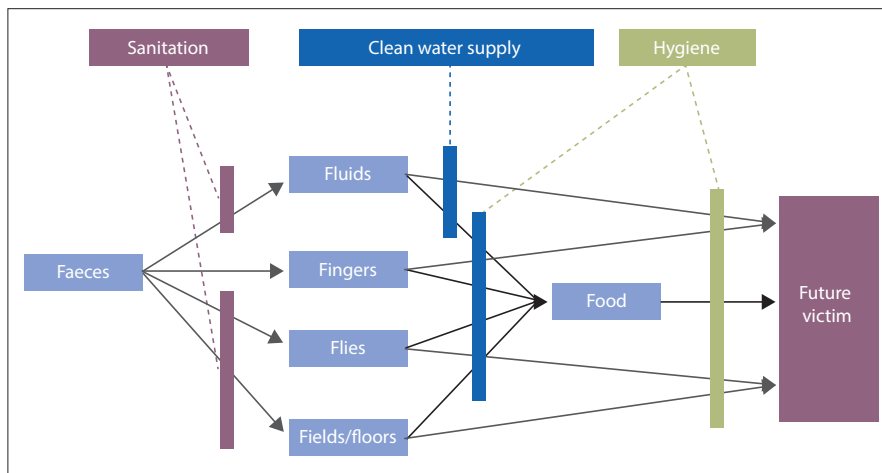 Sanitation
Clean water supply
Hygiene
Fluids
Faeces
Fingers
Food
Future
victim
Flies
Fields/floors